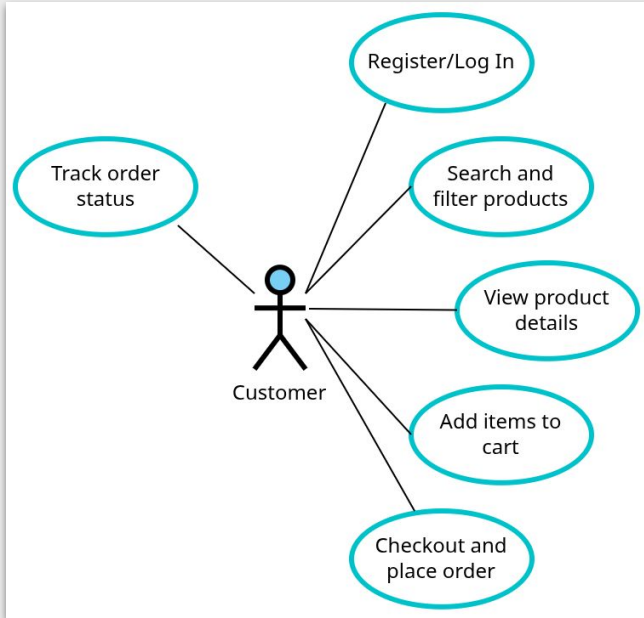 Register/Log In
Track order
status
Search and
filter products
View product
details
Customer
Add items to
cart
Checkout and
place order